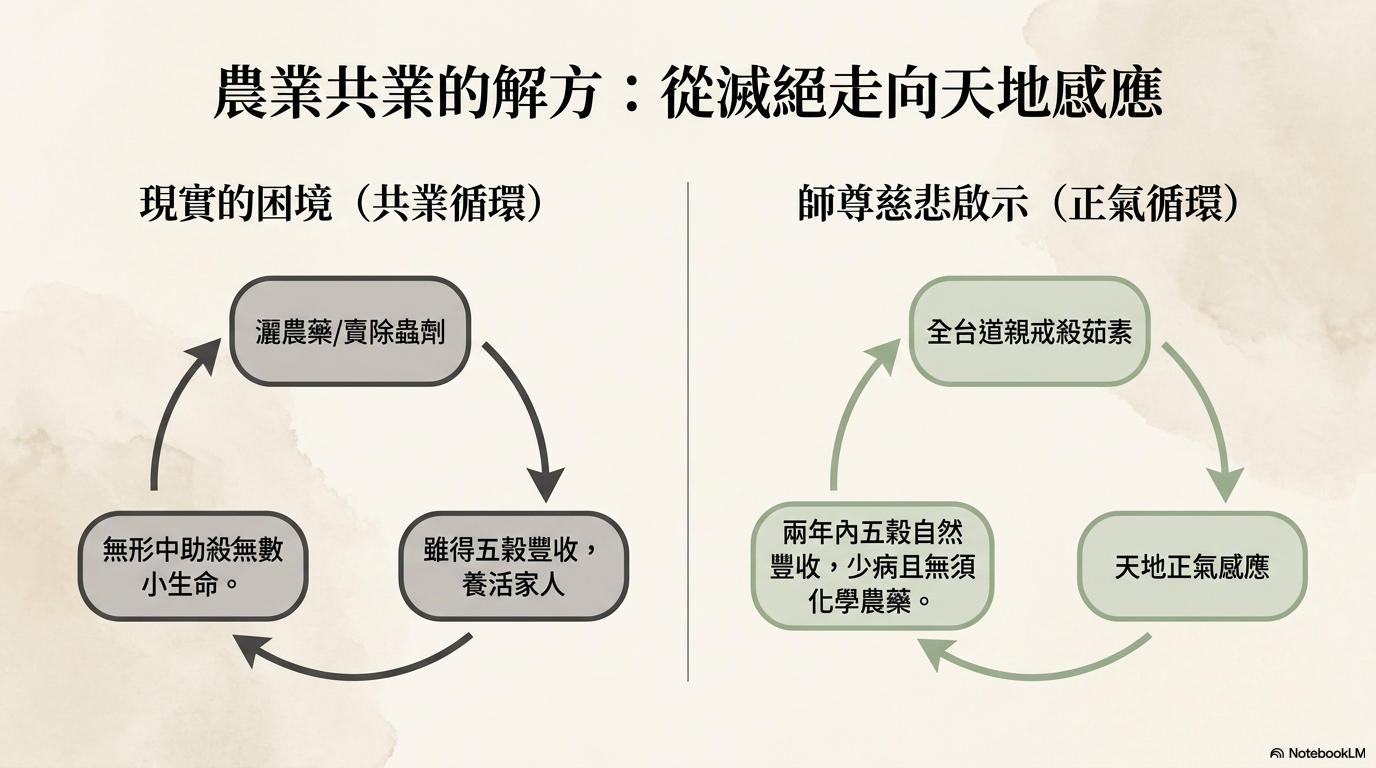 農業共業的解方：從滅絕走向天地感應
現實的困境（共業循環）
灑農藥/賣除蟲劑
雖得五穀豐收，
養活家人
無形中助殺無數
小生命。
師尊慈悲啟示（正氣循環）
全台道親戒殺茹素
天地正氣感應
兩年內五穀自然
豐收，少病且無須
化學農藥。
NotebookLM